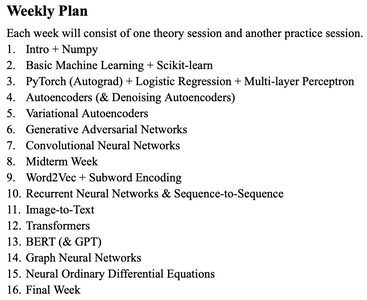 Weekly Plan
Each week will consist of one theory session and another practice session.
1. Intro + Numpy
2. Basic Machine Learning + Scikit-learn
3. PyTorch (Autograd) + Logistic Regression + Multi-layer Perceptron
4. Autoencoders (& Denoising Autoencoders)
5. Variational Autoencoders
6. Generative Adversarial Networks
7. Convolutional Neural Networks
8. Midterm Week
9. Word2Vec + Subword Encoding
10. Recurrent Neural Networks & Sequence-to-Sequence
11. Image-to-Text
12. Transformers
13. BERT (& GPT)
14. Graph Neural Networks
15. Neural Ordinary Differential Equations
16. Final Week